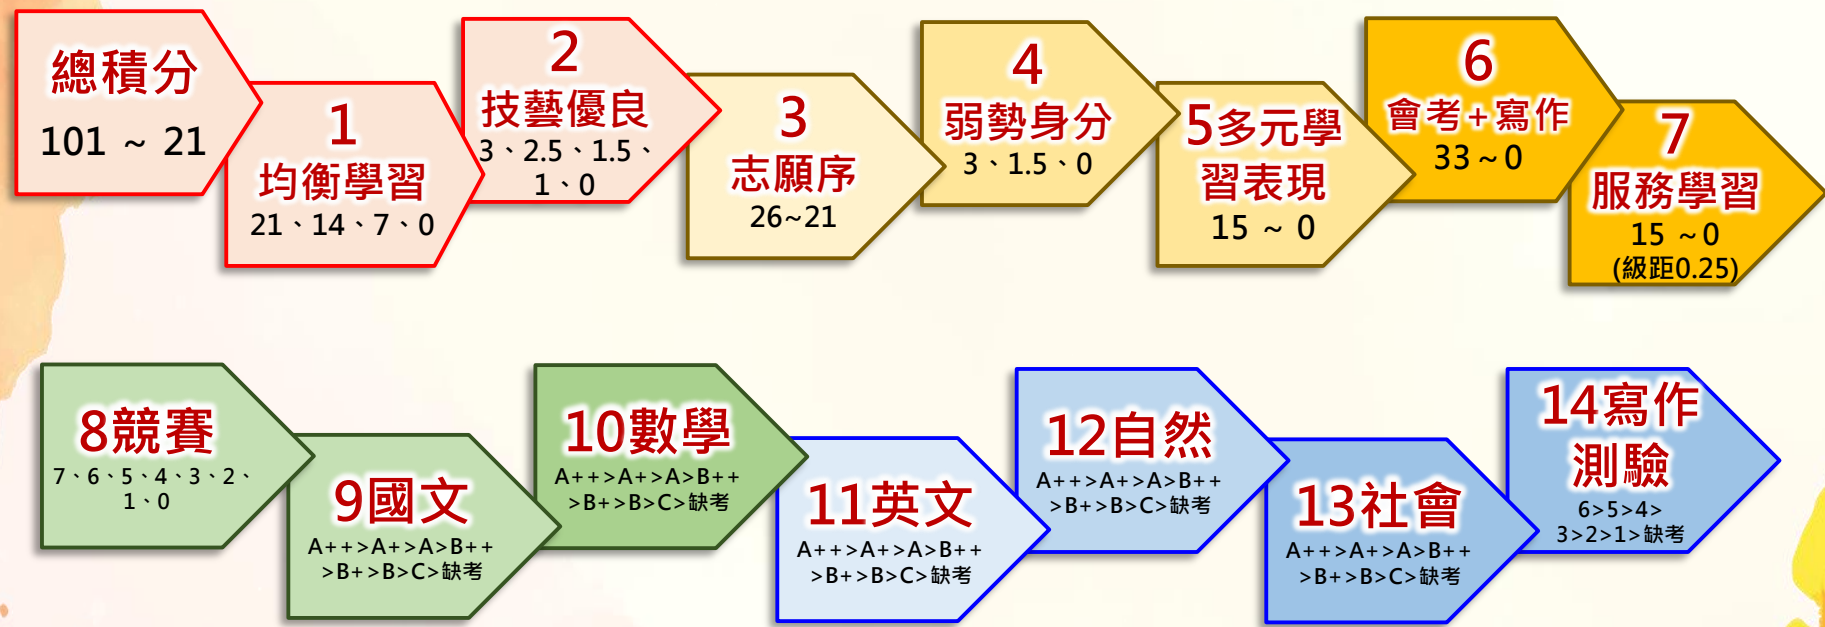 總積分
101 ~ 21
1
均衡學習
21、14、7、0
2
技藝優良
3、2.5、1.5、
1、0
3
志願序
26~21
4
弱勢身分
3、1.5、0
5多元學
習表現
15 ~ 0
6
會考+寫作
33~0
7
服務學習
15 ~0
(級距0.25)
8競賽
7、6、5、4、3、2、
1、0
9國文
A++>A+>A>B++
>B+>B>C>缺考
10數學
A++>A+>A>B++
>B+>B>C>缺考
11英文
A++>A+>A>B++
>B+>B>C>缺考
12自然
A++>A+>A>B++
>B+>B>C>缺考
13社會
A++>A+>A>B++
>B+>B>C>缺考
14寫作
測驗
6>5>4>
3>2>1>缺考